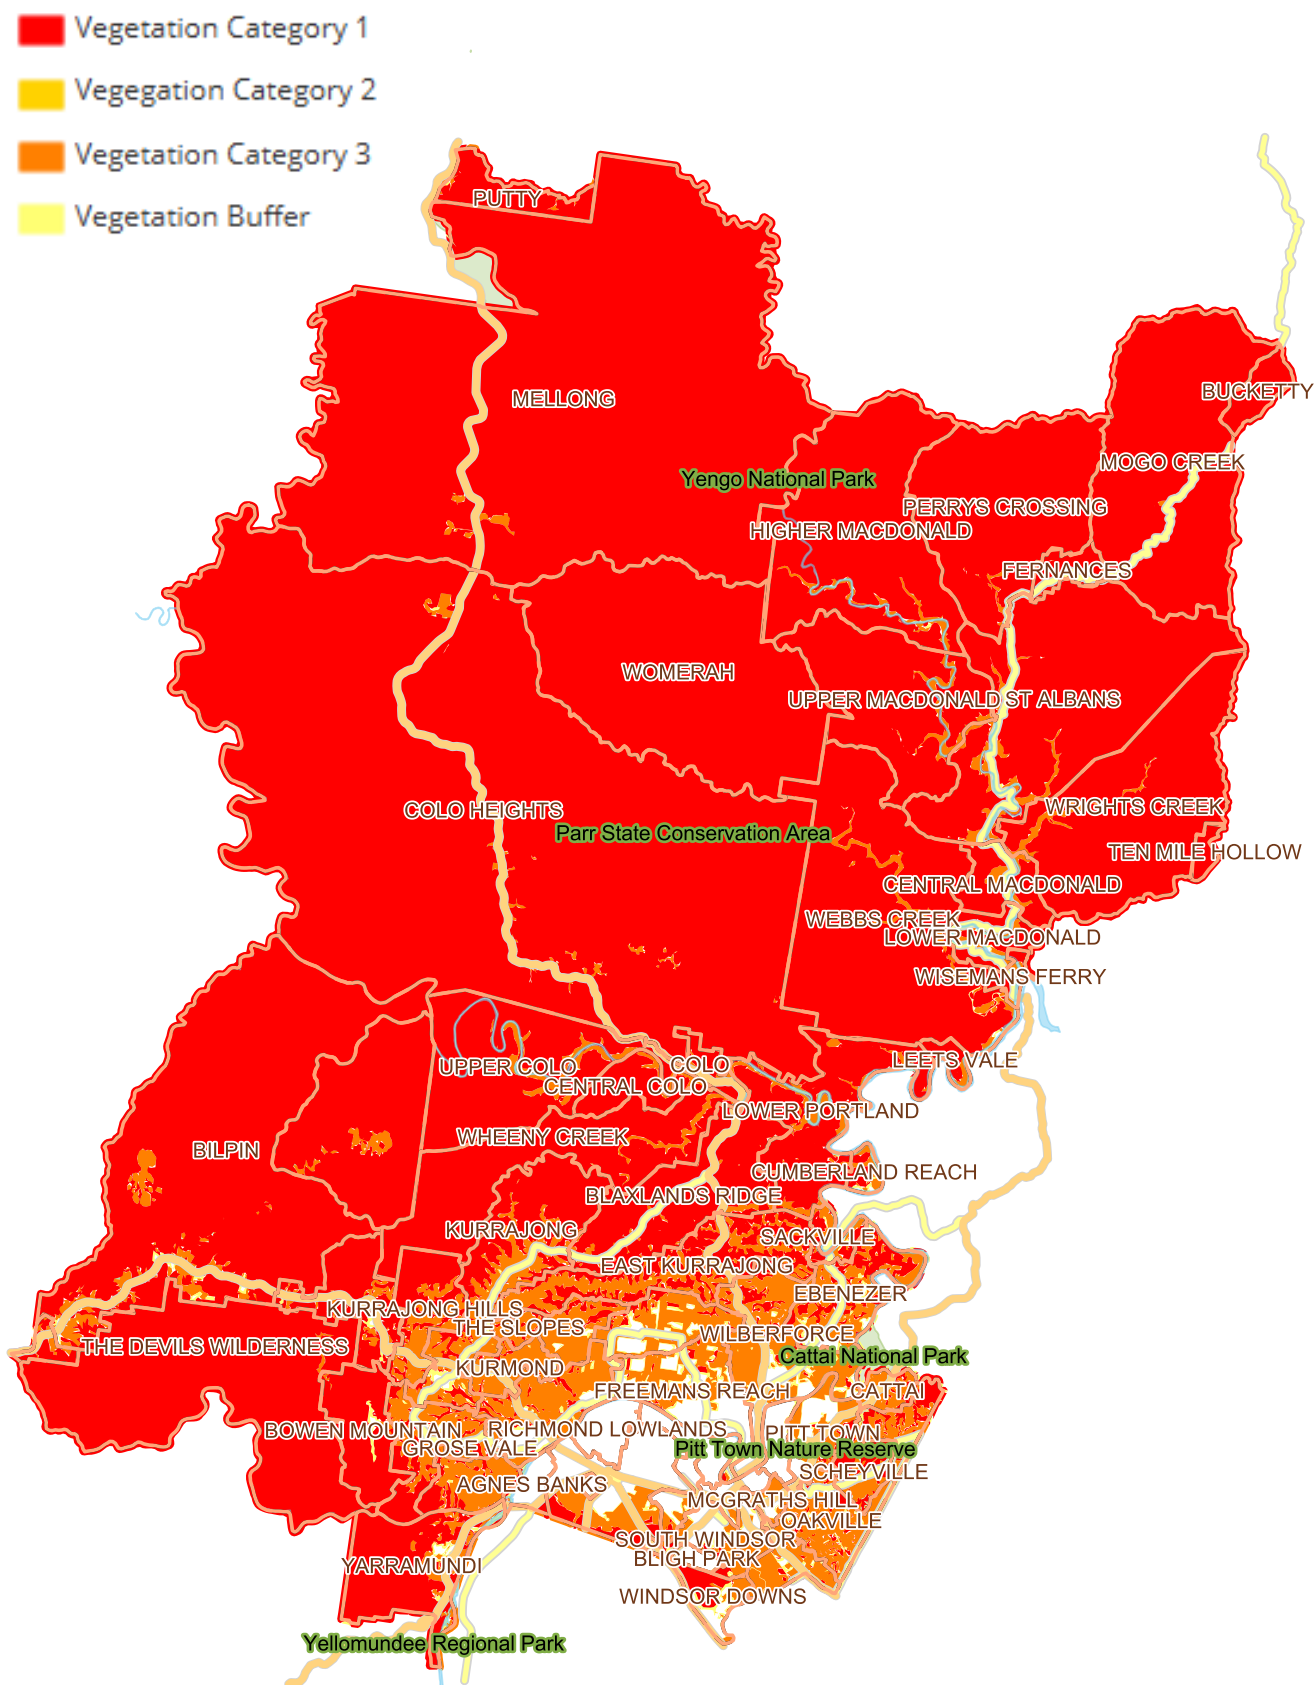 Vegetation Category 1
Vegegation Category 2
Vegetation Category 3
Vegetation Buffer
PUTTY
MELLONG
BUCKETTY
MOGO CREEK
Yengo National Park
PERRYS CROSSING
HIGHER MACDONALD
FERNANCES
WOMERAH
UPPER MACDONALD
ST ALBANS
COLO HEIGHTS
WRIGHTS CREEK
Parr State Conservation Area
TEN MILE HOLLOW
CENTRAL MACDONALD
WEBBS CREEK
LOWER MACDONALD
WISEMANS FERRY
LEETS VALE
UPPER COLO
COLO
CENTRAL COLO
LOWER PORTLAND
WHEENY CREEK
BILPIN
CUMBERLAND REACH
BLAXLANDS RIDGE
KURRAJONG
SACKVILLE
EAST KURRAJONG
EBENEZER
KURRAJONG HILLS
THE SLOPES
WILBERFORCE
THE DEVILS WILDERNESS
Cattai National Park
KURMOND
FREEMANS REACH
CATTAI
BOWEN MOUNTAIN
RICHMOND LOWLANDS
PITT TOWN
GROSE VALE
Pitt Town Nature Reserve
SCHEYVILLE
AGNES BANKS
MCGRATHS HILL
OAKVILLE
SOUTH WINDSOR
BLIGH PARK
YARRAMUNDI
WINDSOR DOWNS
Yellomundee Regional Park